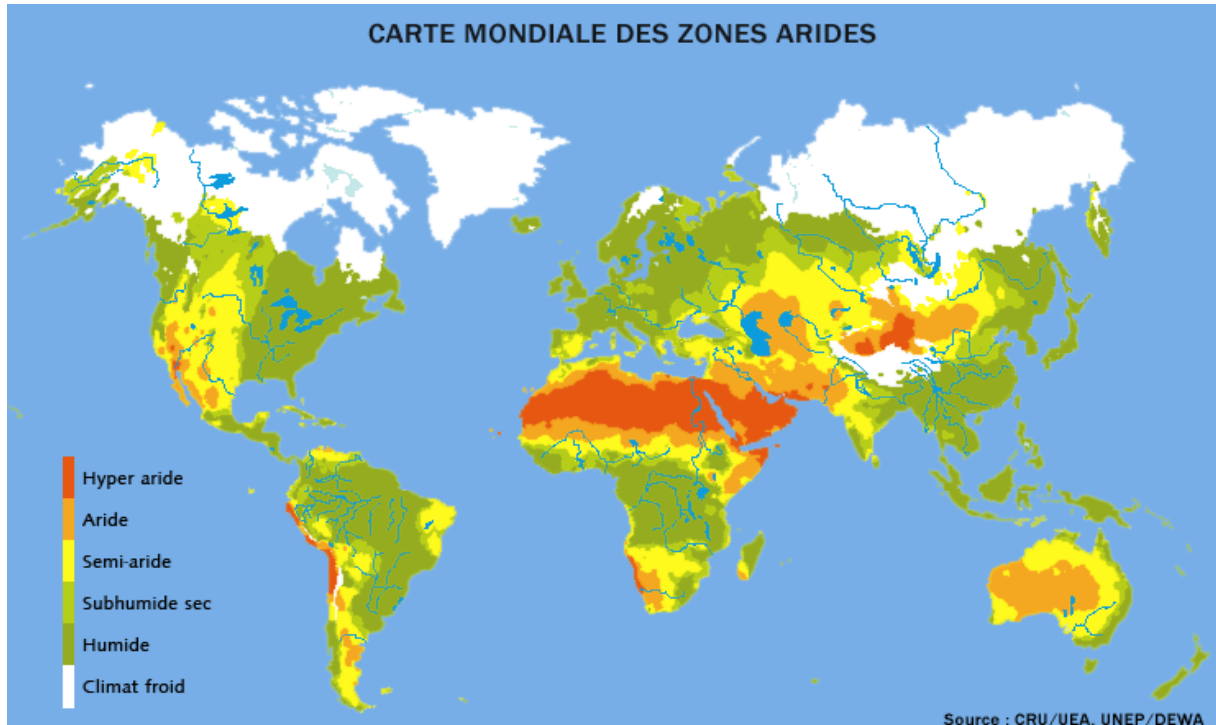 CARTE MONDIALE DES ZONES ARIDES
Hyper aride
Aride
Semi-aride
Subhumide sec
Humide
Climat froid
Source : CRU/UEA, UNEP/DEWA